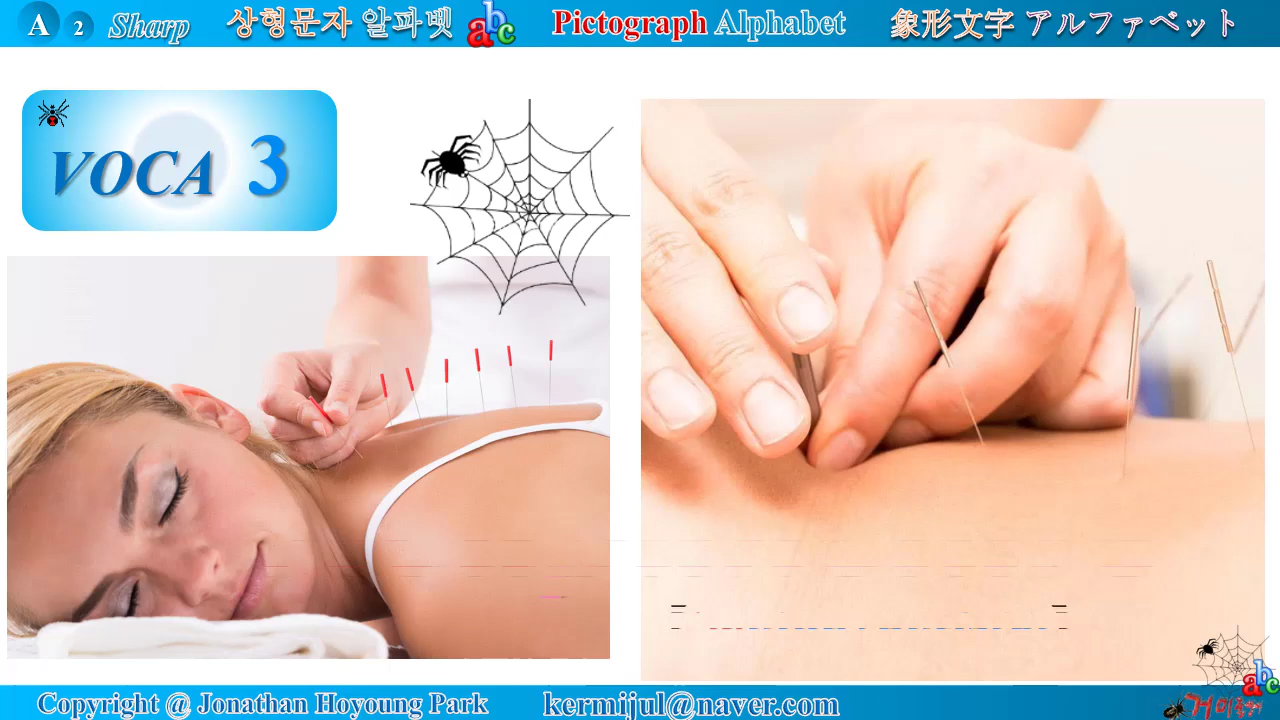 A 2 Sharp 상형문자 알파벳 abc Pictograph Alphabet 象形文字 アルファベット
VOCA 3
abc
Copyright @ Jonathan Hoyoung Park kermijul@naver.com